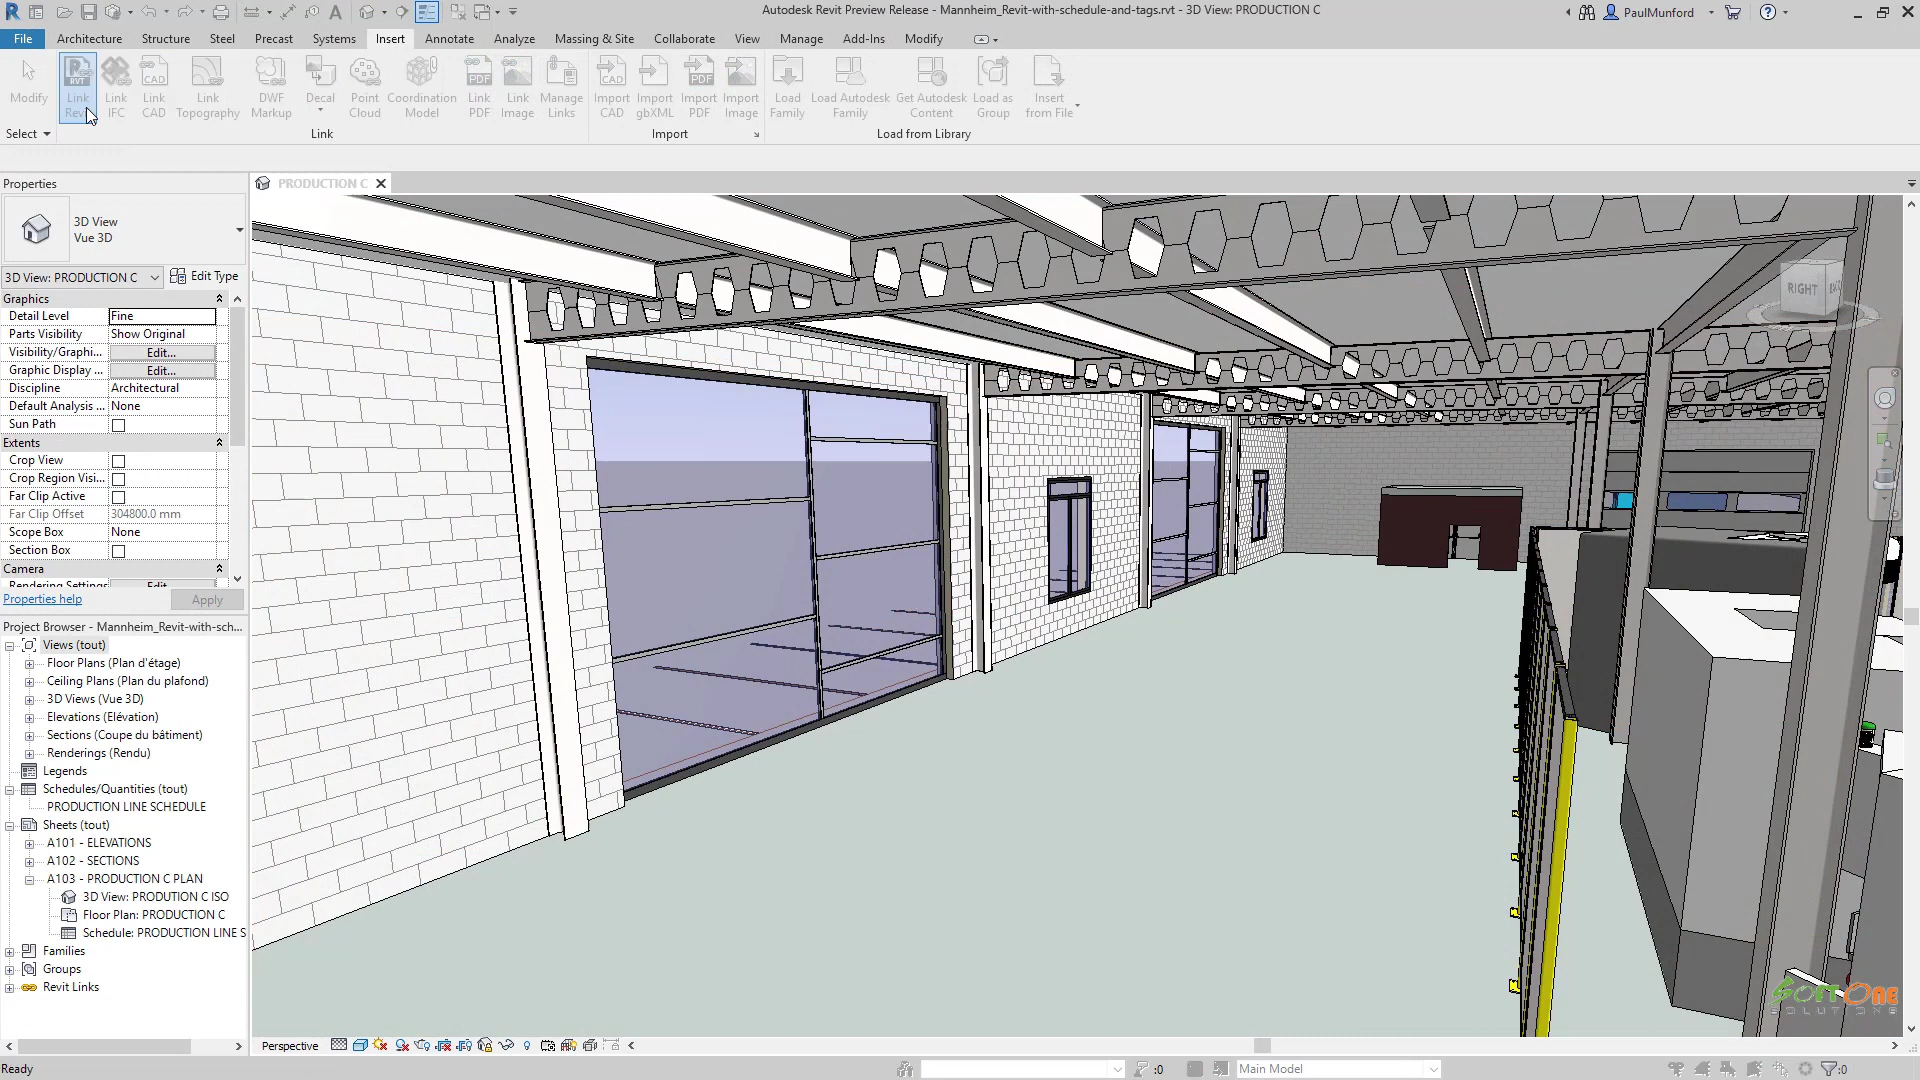 Autodesk Revit Preview Release - Mannheim_Revit-with-schedule-and-tags.rvt - 3D View: PRODUCTION C
PaulMunford
File Architecture Structure Steel Precast Systems Insert Annotate Analyze Massing & Site Collaborate View Manage Add-Ins Modify
Modify
Link Revit
Link IFC
Link CAD
Link Topography
DWF Markup
Decal
Point Cloud
Coordination Model
Link PDF
Link Image
Manage Links
Import CAD
Import gbXML
Import PDF
Import Image
Load Family
Load Autodesk Family
Get Autodesk Content
Load as Group
Insert from File
Select
Link
Import
Load from Library
Properties
PRODUCTION C
3D View
Vue 3D
3D View: PRODUCTION C
Edit Type
Graphics
Detail Level Fine
Parts Visibility Show Original
Visibility/Graphi... Edit...
Graphic Display ... Edit...
Discipline Architectural
Default Analysis ... None
Sun Path
Extents
Crop View
Crop Region Visi...
Far Clip Active
Far Clip Offset 304800.0 mm
Scope Box None
Section Box
Camera
Rendering Settings Edit...
Properties help
Apply
Project Browser - Mannheim_Revit-with-sch...
Views (tout)
Floor Plans (Plan d'étage)
Ceiling Plans (Plan du plafond)
3D Views (Vue 3D)
Elevations (Elévation)
Sections (Coupe du bâtiment)
Renderings (Rendu)
Legends
Schedules/Quantities (tout)
PRODUCTION LINE SCHEDULE
Sheets (tout)
A101 - ELEVATIONS
A102 - SECTIONS
A103 - PRODUCTION C PLAN
3D View: PRODUTION C ISO
Floor Plan: PRODUCTION C
Schedule: PRODUCTION LINE S
Families
Groups
Revit Links
RIGHT
SOFTONE
SOLUTIONS
Perspective
Ready
:0
Main Model
:0